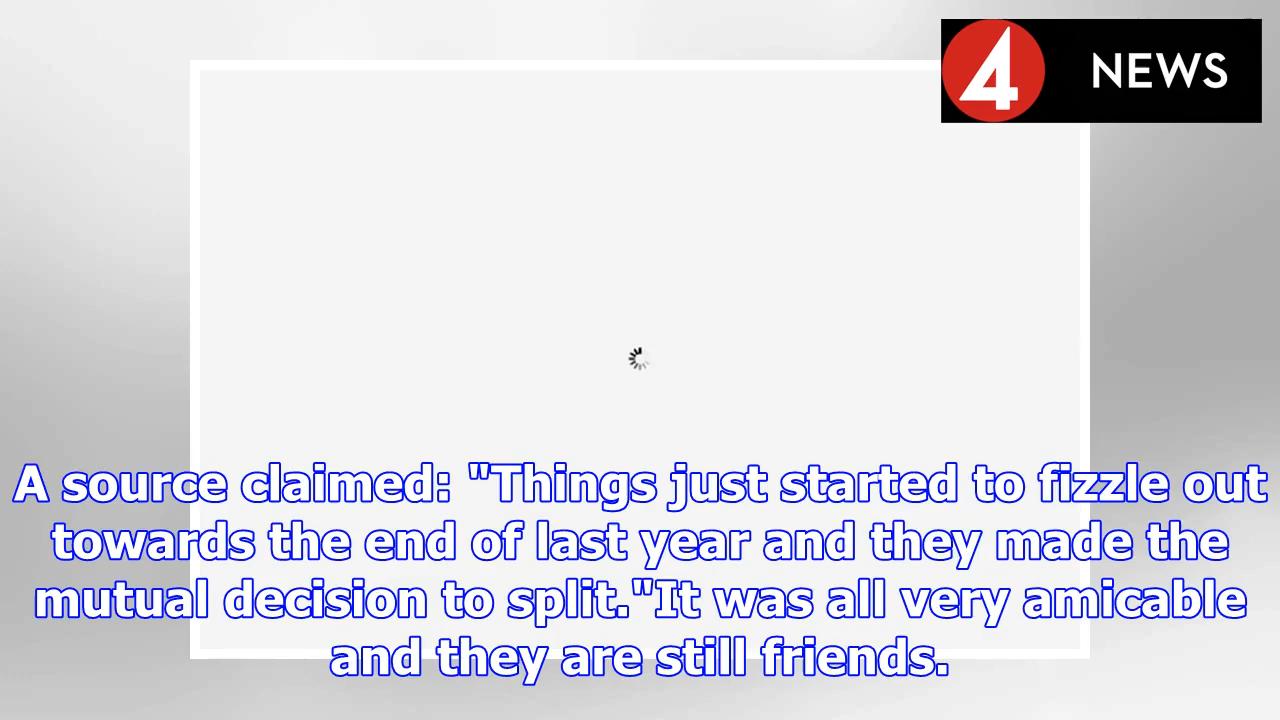 4 NEWS
A source claimed: "Things just started to fizzle out
towards the end of last year and they made the
mutual decision to split."It was all very amicable
and they are still friends.